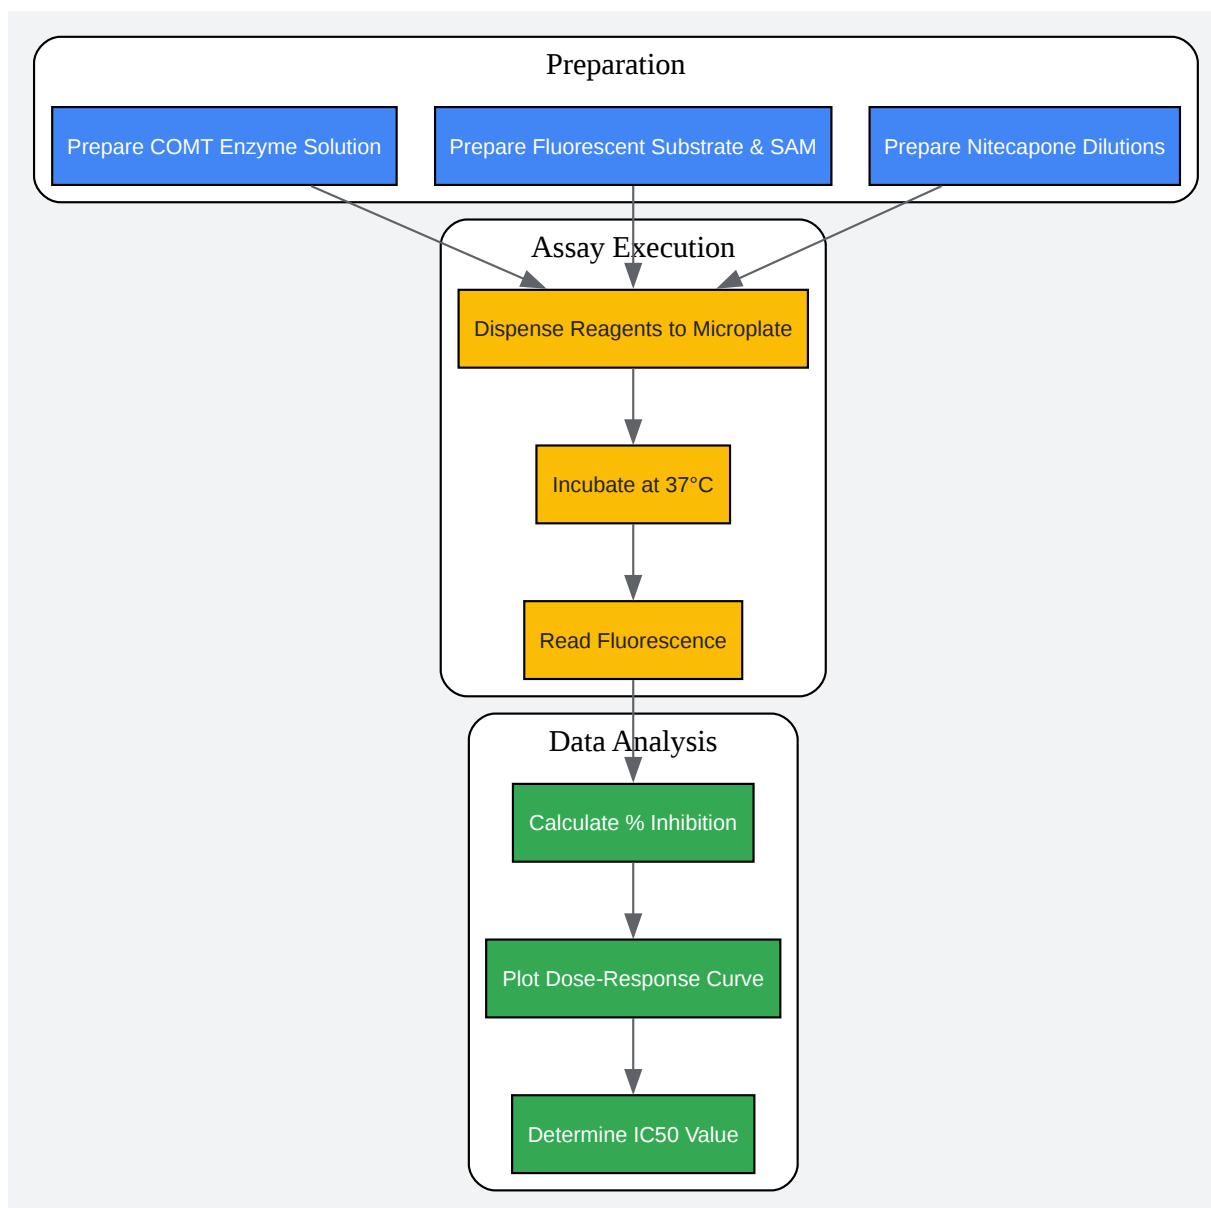 Preparation
Prepare COMT Enzyme Solution
Prepare Fluorescent Substrate & SAM
Prepare Nitecapone Dilutions
Assay Execution
Dispense Reagents to Microplate
Incubate at 37°C
Read Fluorescence
Data Analysis
Calculate % Inhibition
Plot Dose-Response Curve
Determine IC50 Value